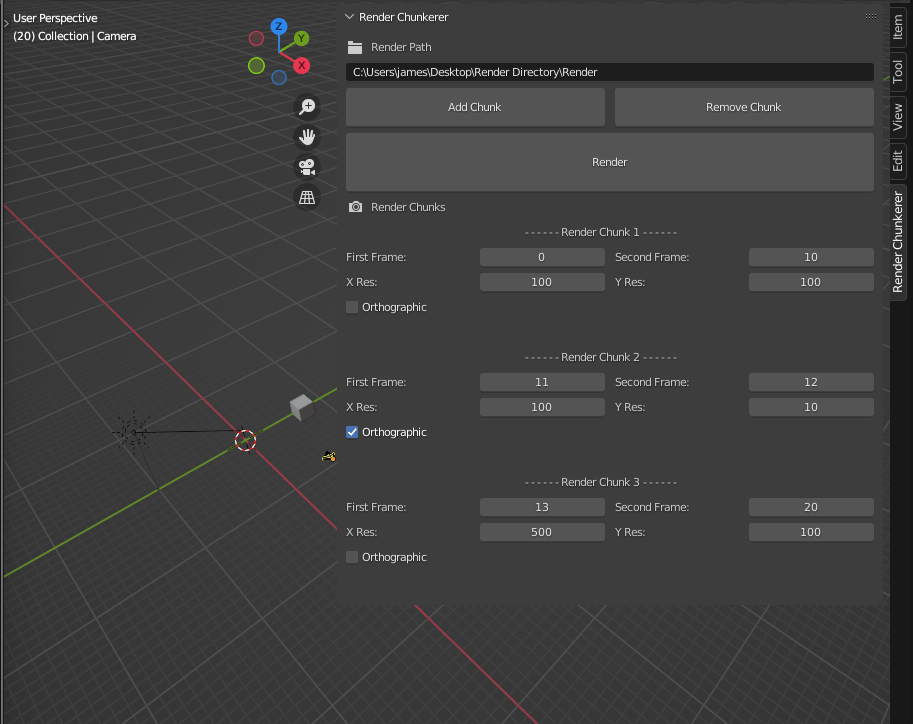 User Perspective
(20) Collection | Camera
Z
Y
X
Render Chunkerer
Render Path
C:\Users\james\Desktop\Render Directory\Render
Add Chunk Remove Chunk
Render
Render Chunks
------ Render Chunk 1 ------
First Frame: 0 Second Frame: 10
X Res: 100 Y Res: 100
Orthographic
------ Render Chunk 2 ------
First Frame: 11 Second Frame: 12
X Res: 100 Y Res: 10
Orthographic
------ Render Chunk 3 ------
First Frame: 13 Second Frame: 20
X Res: 500 Y Res: 100
Orthographic
Item
Tool
View
Edit
Render Chunkerer